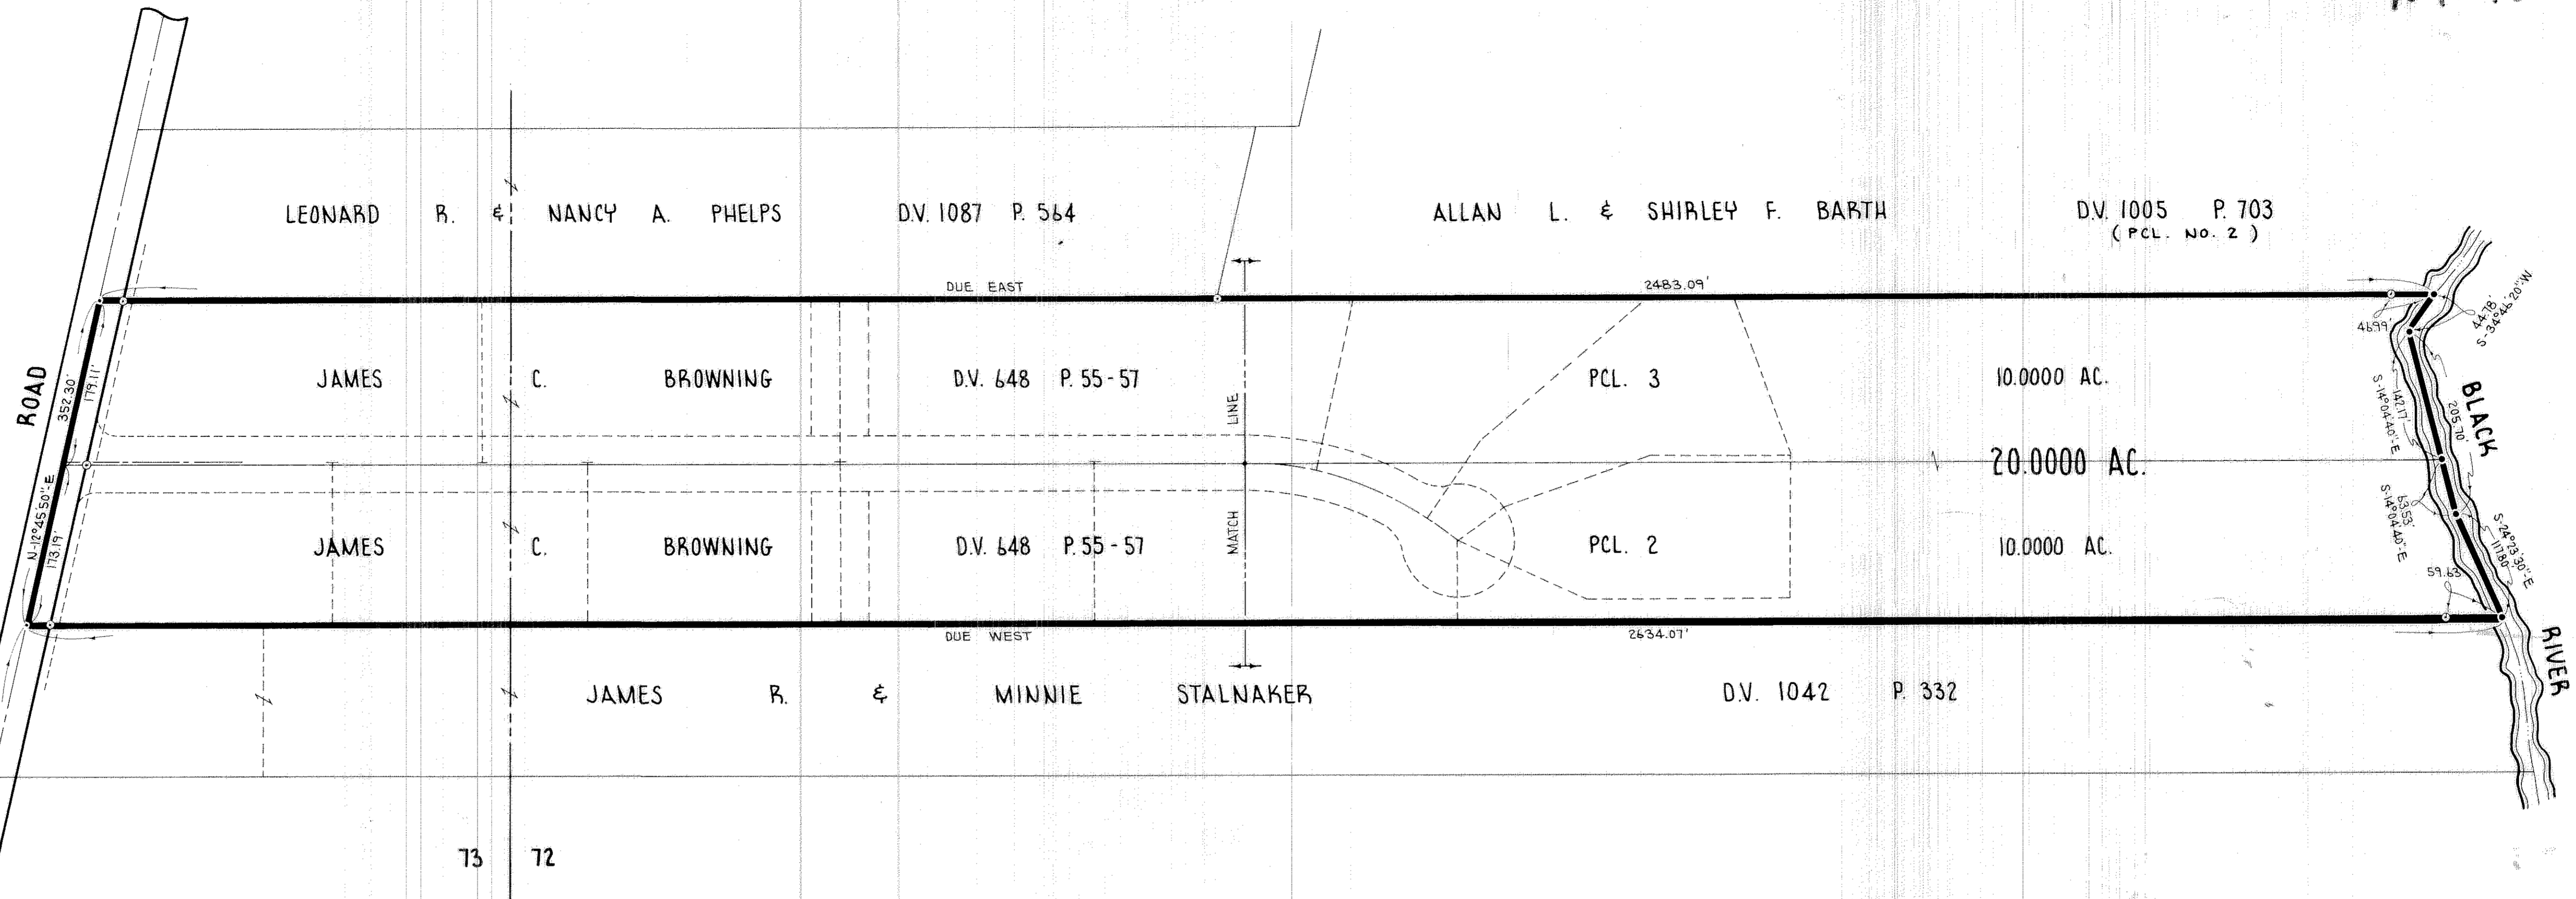 LEONARD R. & NANCY A. PHELPS D.V. 1087 P. 564
ALLAN L. & SHIRLEY F. BARTH D.V. 1005 P. 703
( PCL. NO. 2 )
DUE EAST
2483.09'
44.78'
S-34°46'20"W
46.99'
ROAD
352.30'
179.11'
N-12°45'50"-E
173.19'
JAMES C. BROWNING D.V. 648 P. 55-57
LINE
PCL. 3
10.0000 AC.
142.17'
S-14°04'40"-E
205.70'
BLACK
20.0000 AC.
JAMES C. BROWNING D.V. 648 P. 55-57
MATCH
PCL. 2
10.0000 AC.
63.53'
S-14°04'40"-E
S-24°23'30"-E
117.80'
59.63'
DUE WEST
2634.07'
RIVER
JAMES R. & MINNIE STALNAKER D.V. 1042 P. 332
73 72